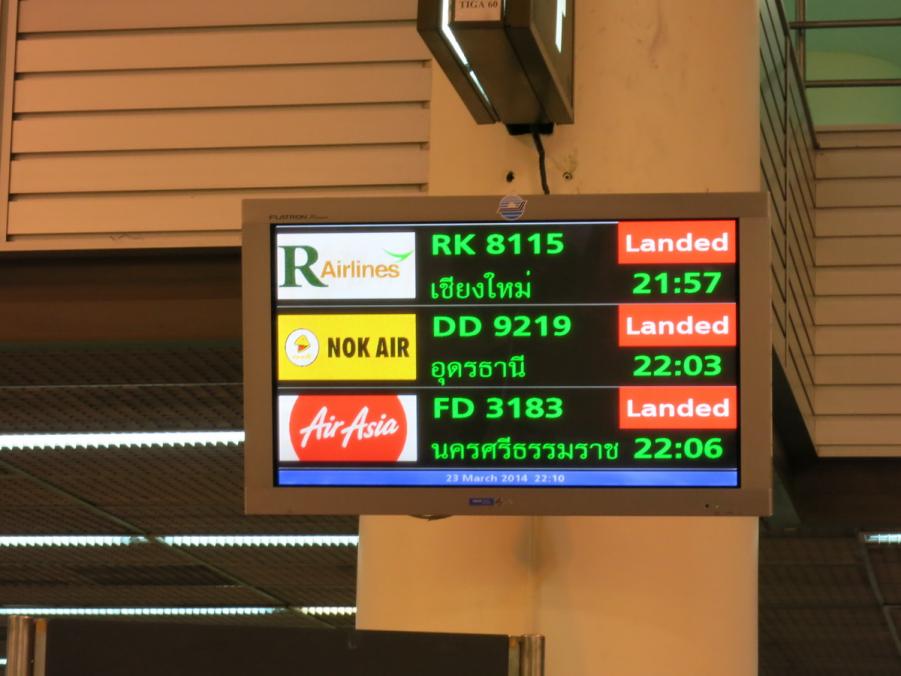 TIGA 60
FLATRON
R Airlines
RK 8115
Landed
เชียงใหม่
21:57
NOK AIR
DD 9219
Landed
อุดรธานี
22:03
AirAsia
FD 3183
Landed
นครศรีธรรมราช
22:06
23 March 2014 22:10